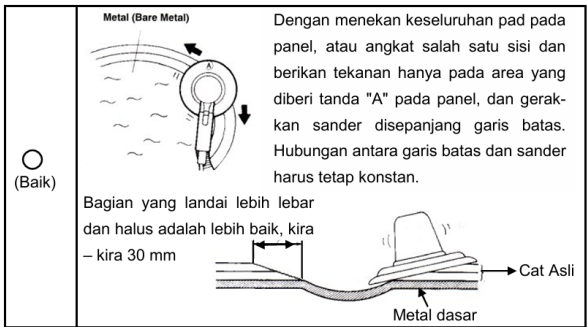 Metal (Bare Metal)
A
Dengan menekan keseluruhan pad pada
panel, atau angkat salah satu sisi dan
berikan tekanan hanya pada area yang
diberi tanda "A" pada panel, dan gerak-
kan sander disepanjang garis batas.
Hubungan antara garis batas dan sander
harus tetap konstan.
(Baik)
Bagian yang landai lebih lebar
dan halus adalah lebih baik, kira
– kira 30 mm
Cat Asli
Metal dasar